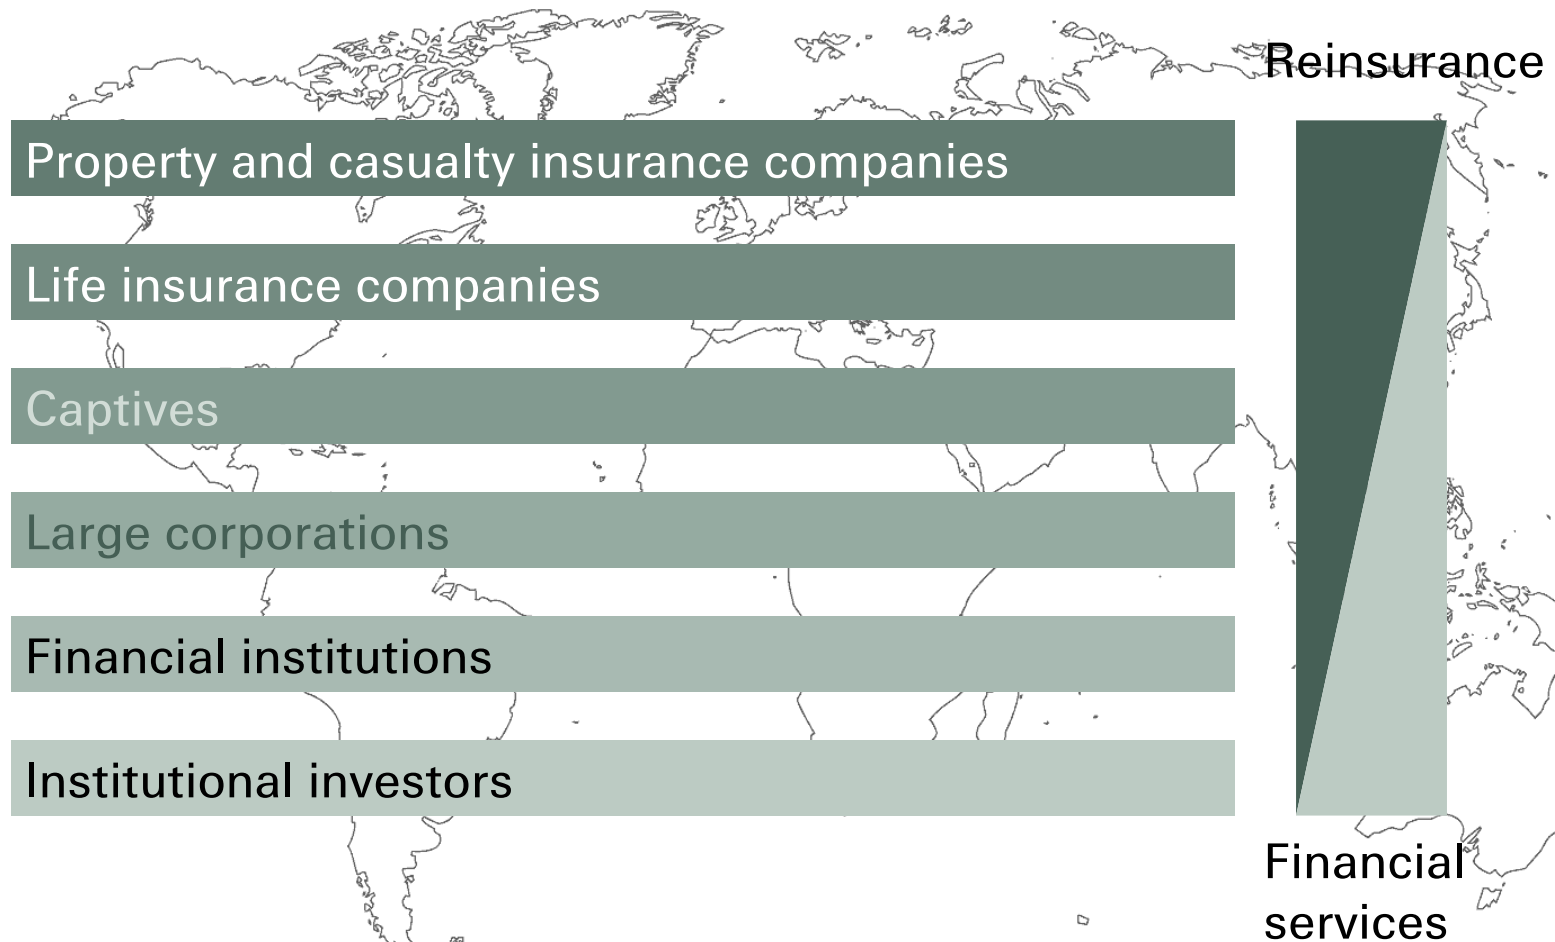 Reinsurance
Property and casualty insurance companies
Life insurance companies
Captives
Large corporations
Financial institutions
Institutional investors
Financial
services